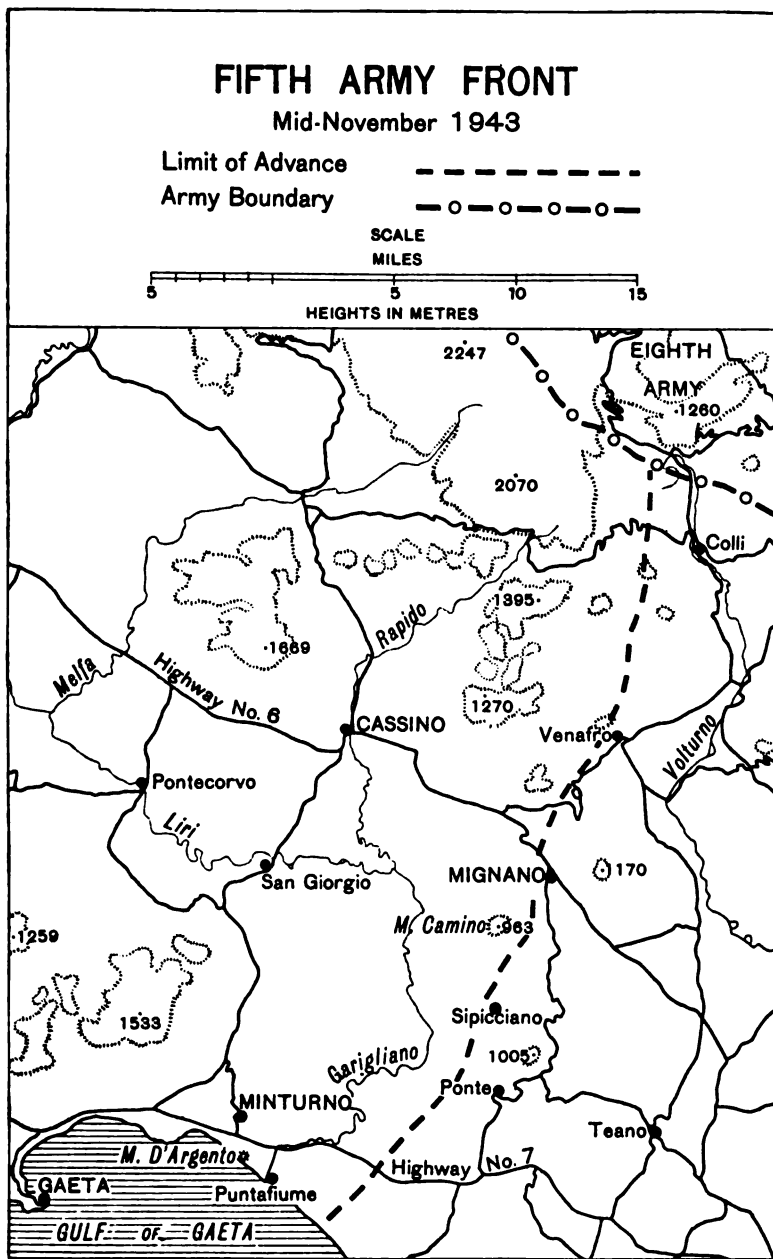 FIFTH ARMY FRONT
Mid-November 1943
Limit of Advance
Army Boundary
SCALE
MILES
5 5 10 15
HEIGHTS IN METRES
2247
EIGHTH
ARMY
1260
2070
Colli
1395
Rapido
1669
Melfa
Highway No. 6
1270
CASSINO
Venafro
Volturno
Pontecorvo
Liri
San Giorgio
MIGNANO
170
M. Camino
963
1259
1533
Sipicciano
1005
Garigliano
Ponte
MINTURNO
Teano
M. D'Argento
Highway No. 7
GAETA
Puntafiume
GULF OF GAETA